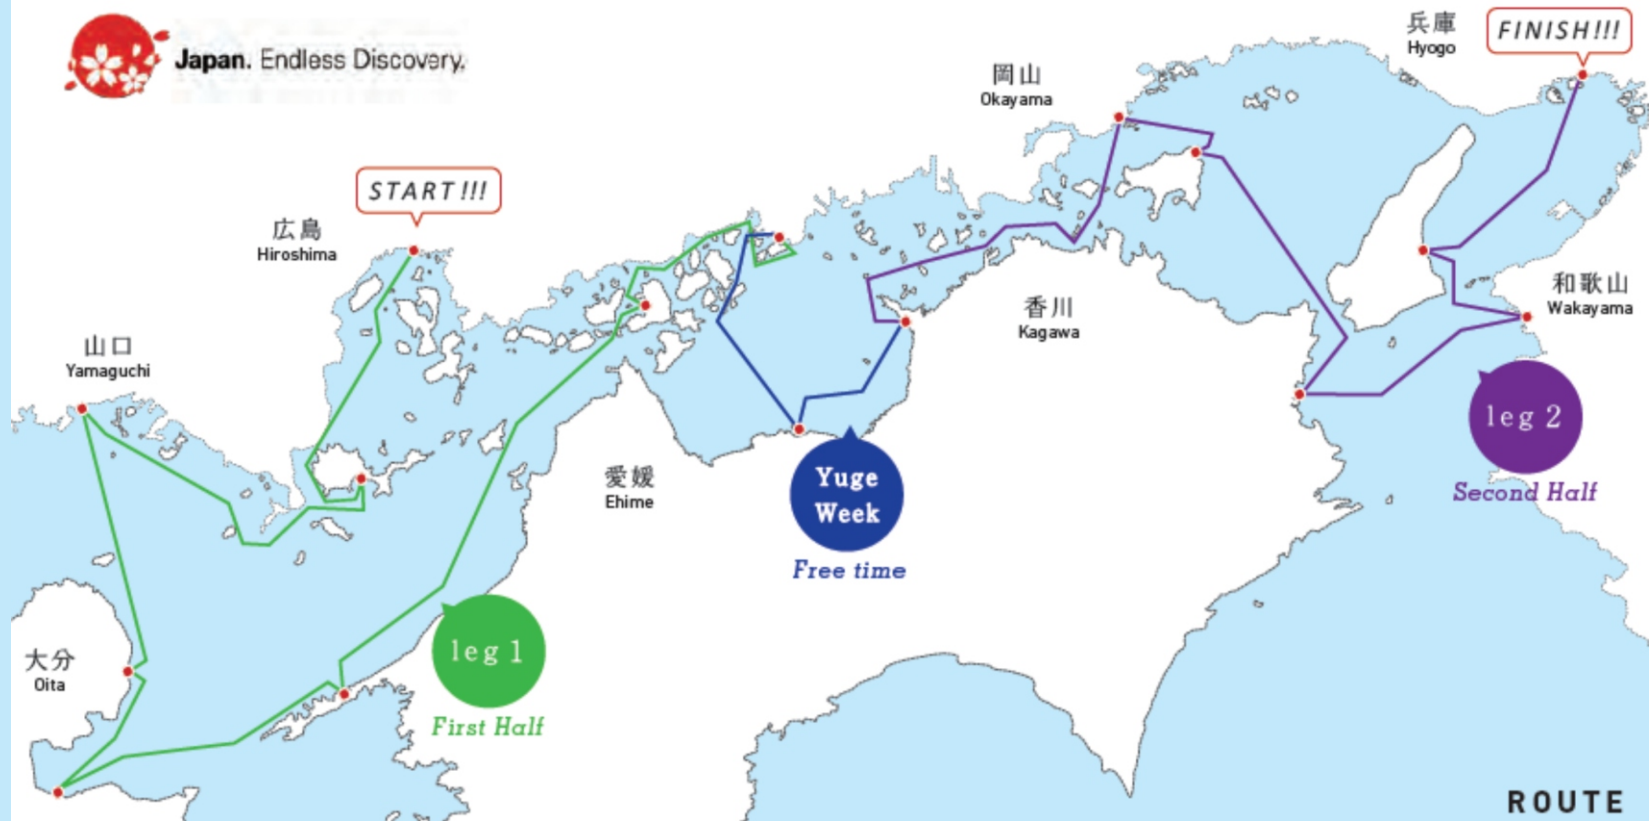 Japan. Endless Discovery.
兵庫
Hyogo
FINISH!!!
岡山
Okayama
START!!!
広島
Hiroshima
和歌山
Wakayama
香川
Kagawa
山口
Yamaguchi
leg 2
Second Half
愛媛
Ehime
Yuge
Week
Free time
大分
Oita
leg 1
First Half
ROUTE